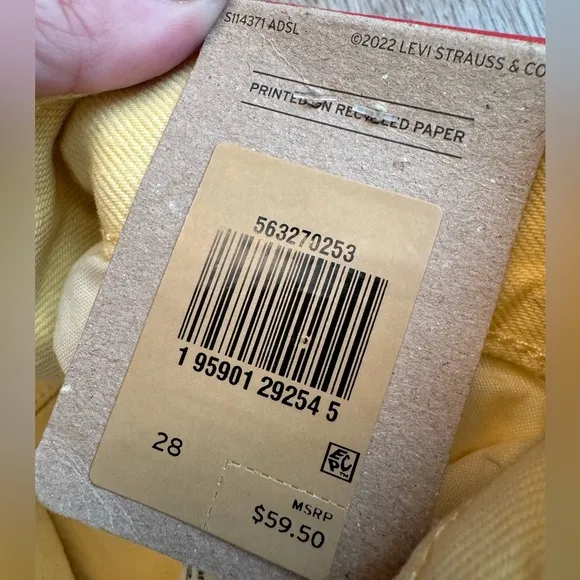 S114371 ADSL
©2022 LEVI STRAUSS & CO
PRINTED ON RECYCLED PAPER
563270253
1 95901 29254 5
28
ECP™
MSRP
$59.50